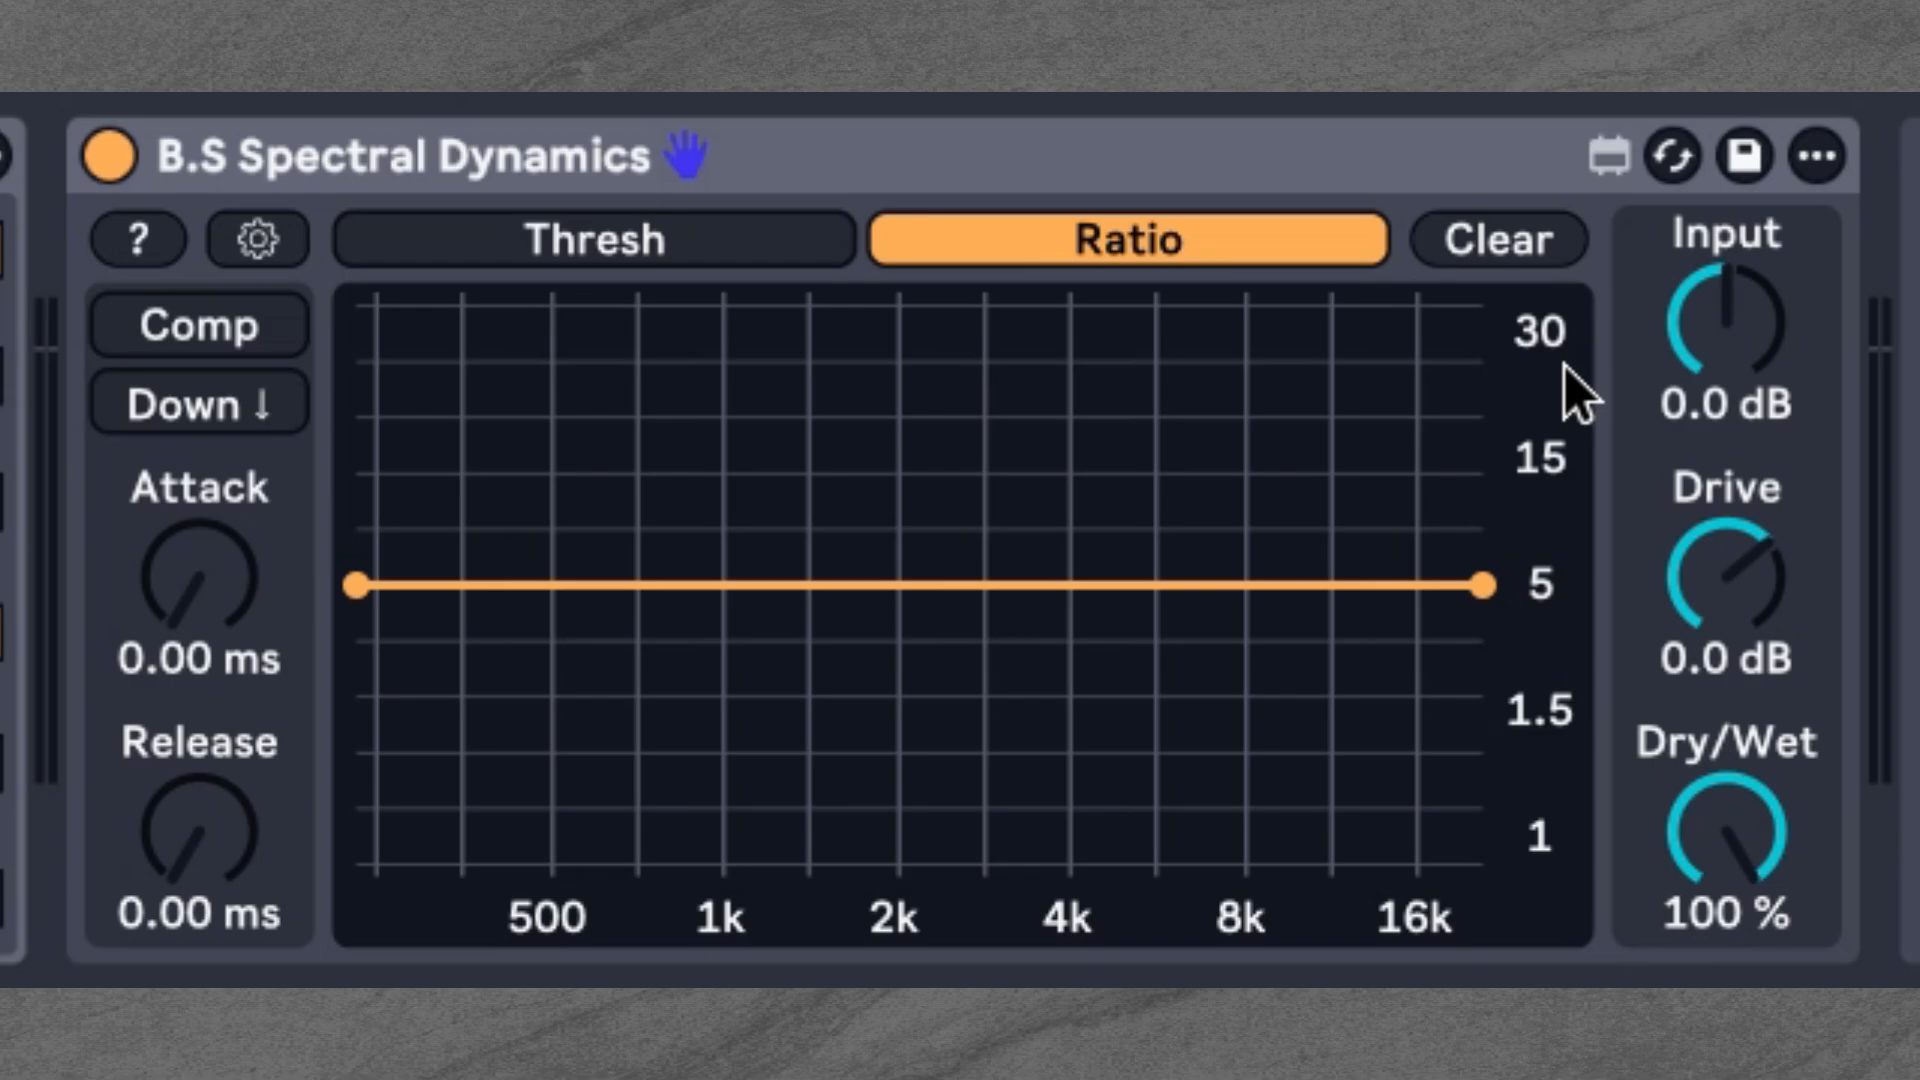 B.S Spectral Dynamics
?
Thresh
Ratio
Clear
Comp
Down ↓
Attack
0.00 ms
Release
0.00 ms
30
15
5
1.5
1
500 1k 2k 4k 8k 16k
Input
0.0 dB
Drive
0.0 dB
Dry/Wet
100 %